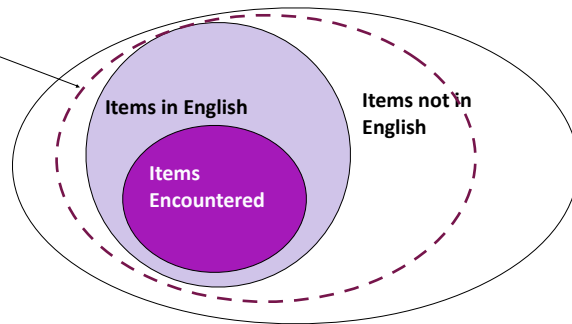 Items in English
Items not in
English
Items
Encountered